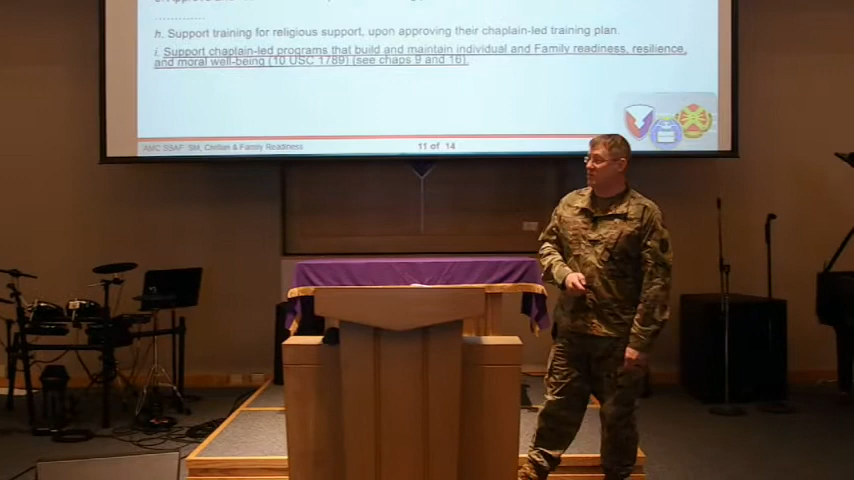 h. Support training for religious support, upon approving their chaplain-led training plan.
i. Support chaplain-led programs that build and maintain individual and Family readiness, resilience,
and moral well-being (10 USC 1789) (see chaps 9 and 16).
AMC SSAF SM, Civilian & Family Readiness
11 of 14